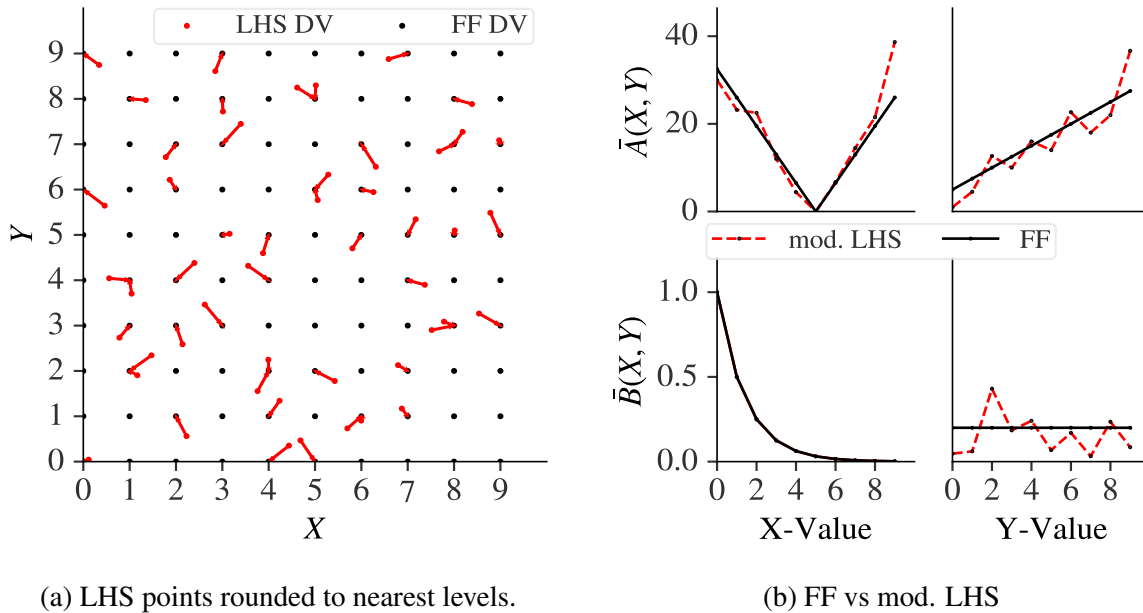 LHS DV FF DV
9
8
7
6
5
4
3
2
1
0
Y
0 1 2 3 4 5 6 7 8 9
X
(a) LHS points rounded to nearest levels.
40
20
0
Ā(X, Y)
mod. LHS FF
1.0
0.5
0.0
B̄(X, Y)
0 2 4 6 8
0 2 4 6 8
X-Value
Y-Value
(b) FF vs mod. LHS